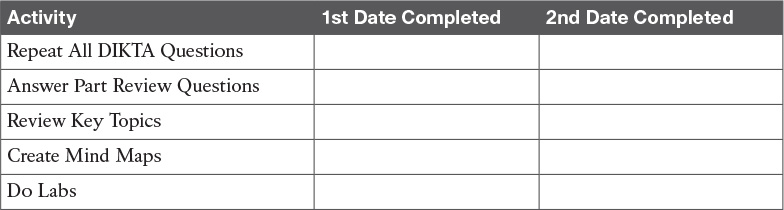 Activity 1st Date Completed 2nd Date Completed
Repeat All DIKTA Questions
Answer Part Review Questions
Review Key Topics
Create Mind Maps
Do Labs